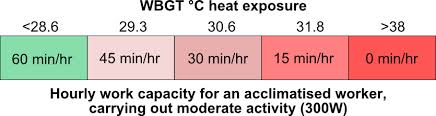 WBGT °C heat exposure
<28.6 29.3 30.6 31.8 >38
60 min/hr 45 min/hr 30 min/hr 15 min/hr 0 min/hr
Hourly work capacity for an acclimatised worker,
carrying out moderate activity (300W)